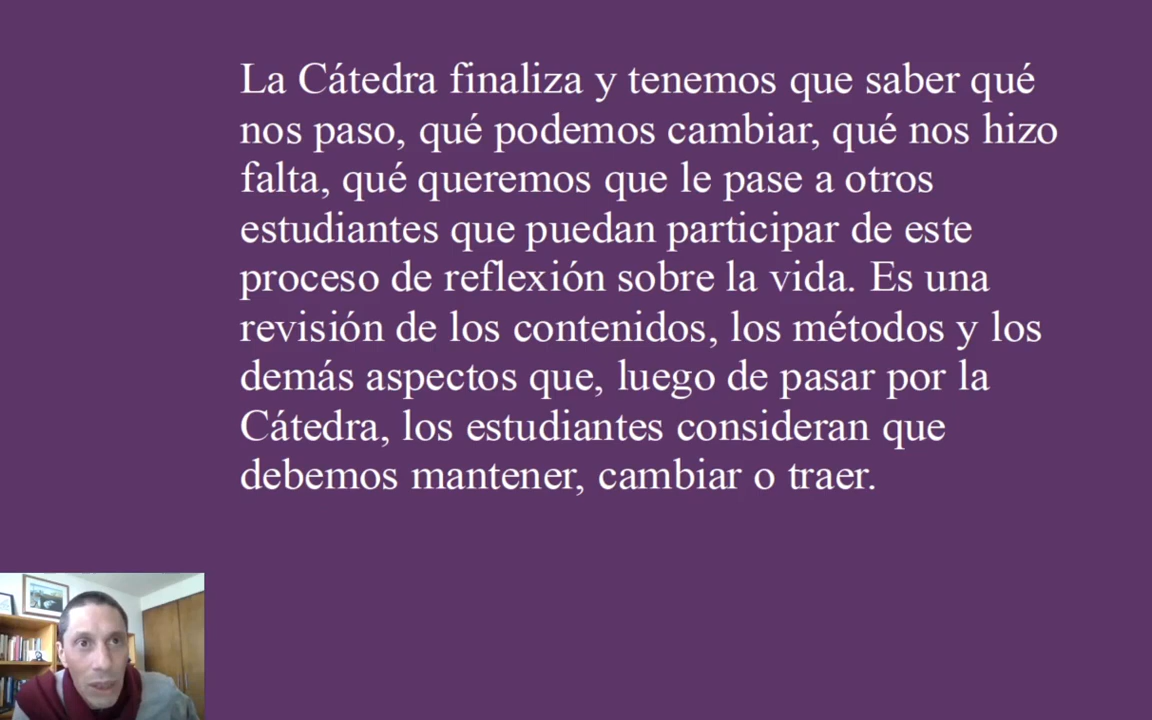 La Cátedra finaliza y tenemos que saber qué
nos paso, qué podemos cambiar, qué nos hizo
falta, qué queremos que le pase a otros
estudiantes que puedan participar de este
proceso de reflexión sobre la vida. Es una
revisión de los contenidos, los métodos y los
demás aspectos que, luego de pasar por la
Cátedra, los estudiantes consideran que
debemos mantener, cambiar o traer.